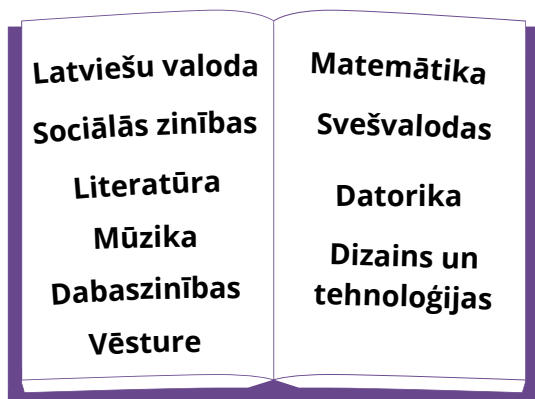 Latviešu valoda
Sociālās zinības
Literatūra
Mūzika
Dabaszinības
Vēsture
Matemātika
Svešvalodas
Datorika
Dizains un
tehnoloģijas